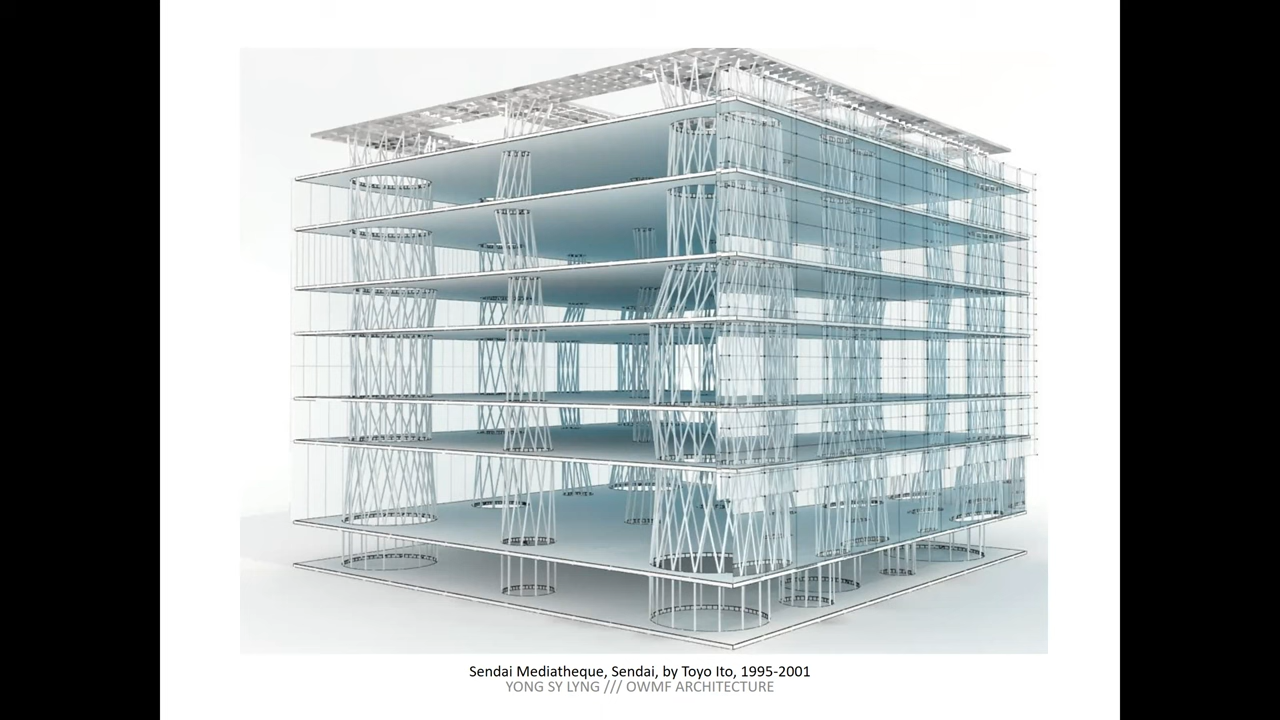 Sendai Mediatheque, Sendai, by Toyo Ito, 1995-2001
YONG SY LYNG /// OWMF ARCHITECTURE